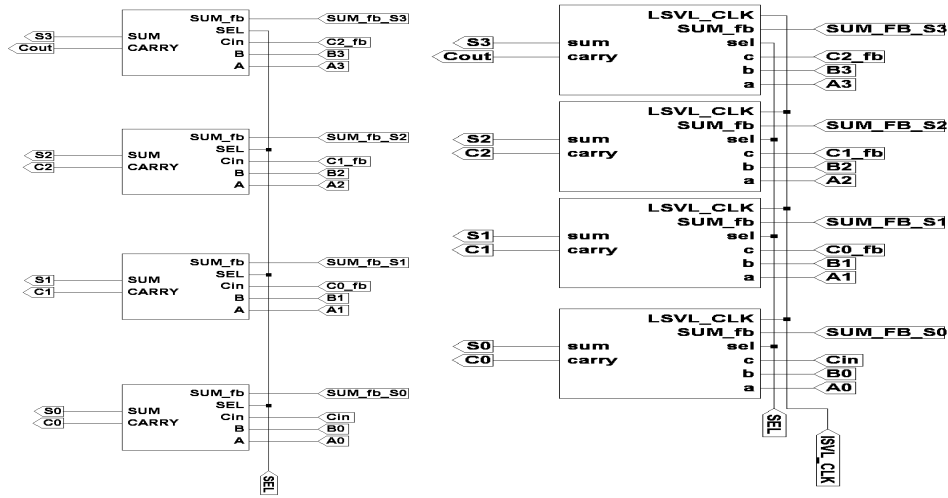 SUM_fb SUM_fb_S3
SEL
S3 SUM Cin C2_fb
Cout CARRY B B3
A A3
SUM_fb SUM_fb_S2
SEL
S2 SUM Cin C1_fb
C2 CARRY B B2
A A2
SUM_fb SUM_fb_S1
SEL
S1 SUM Cin C0_fb
C1 CARRY B B1
A A1
SUM_fb SUM_fb_S0
SEL
S0 SUM Cin Cin
C0 CARRY B B0
A A0
SEL
LSVL_CLK
SUM_fb SUM_FB_S3
S3 sum sel
Cout carry c C2_fb
b B3
a A3
LSVL_CLK
SUM_fb SUM_FB_S2
S2 sum sel
C2 carry c C1_fb
b B2
a A2
LSVL_CLK
SUM_fb SUM_FB_S1
S1 sum sel
C1 carry c C0_fb
b B1
a A1
LSVL_CLK
SUM_fb SUM_FB_S0
S0 sum sel
C0 carry c Cin
b B0
a A0
SEL
lSVL_CLK